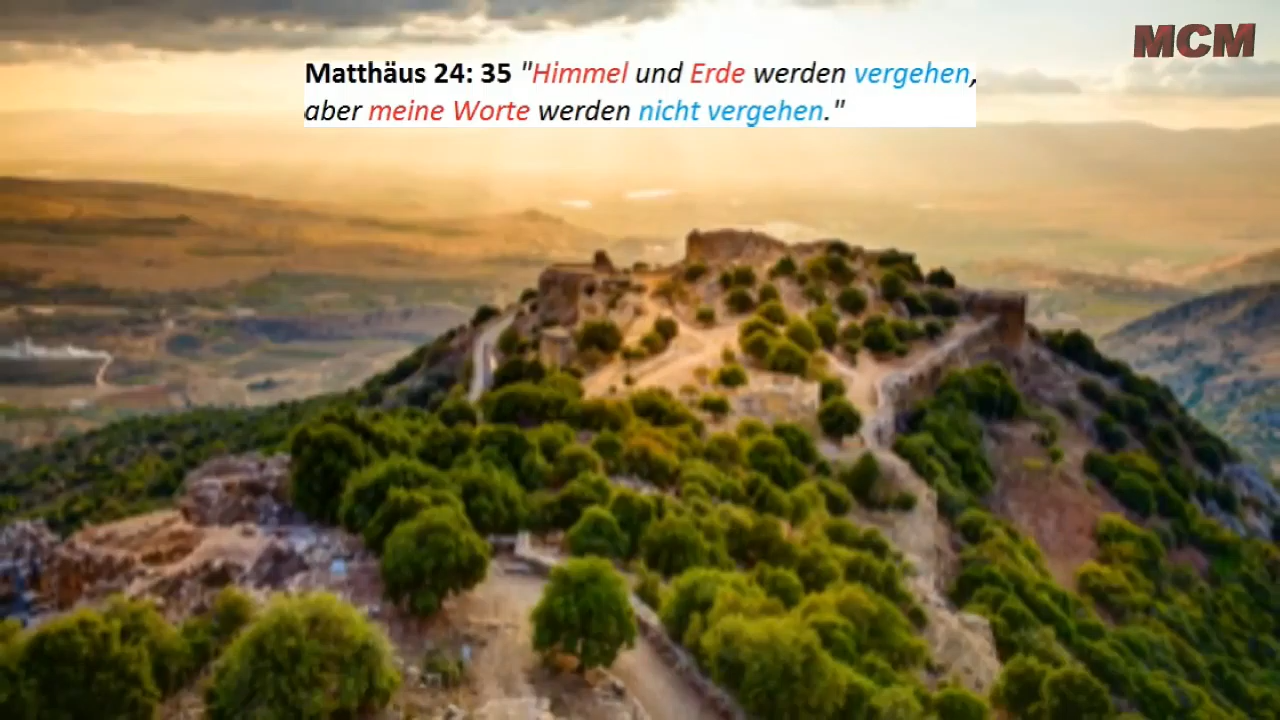 MCM
Matthäus 24: 35 "Himmel und Erde werden vergehen,
aber meine Worte werden nicht vergehen."